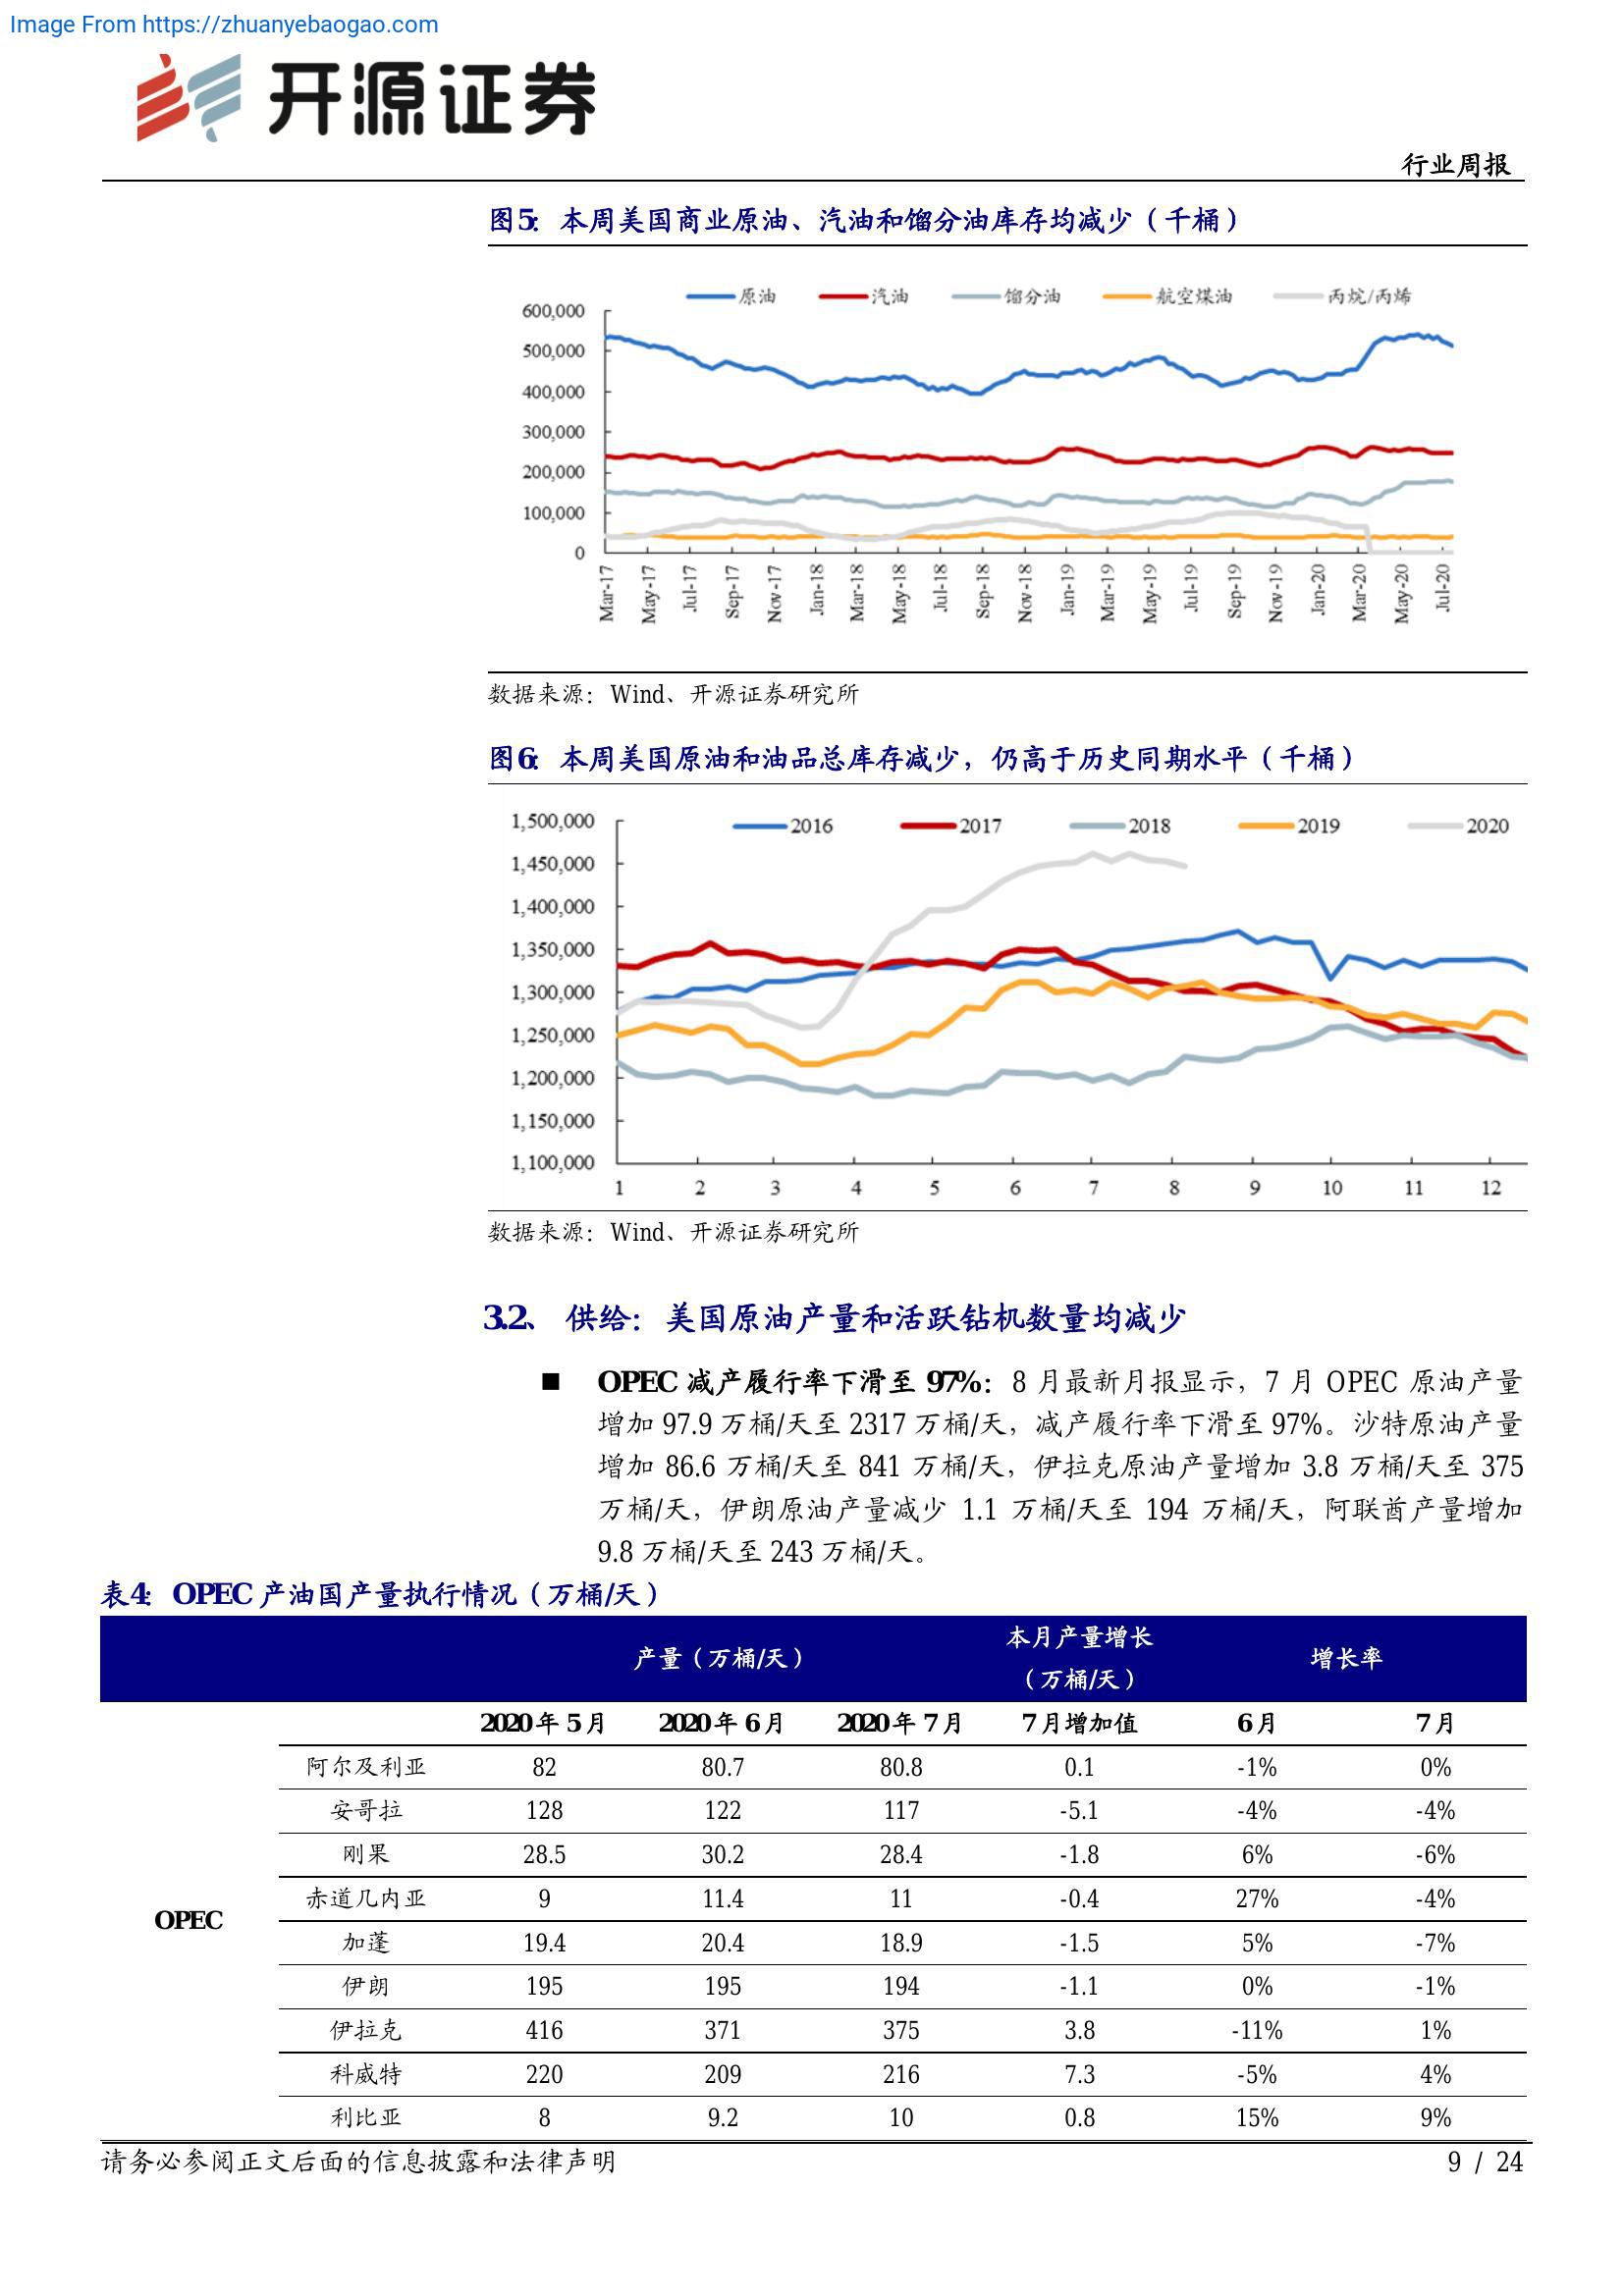 Image From https://zhuanyebaogao.com
开源证券
行业周报
图5：本周美国商业原油、汽油和馏分油库存均减少（千桶）
原油 汽油 馏分油 航空煤油 丙烷/丙烯
600,000
500,000
400,000
300,000
200,000
100,000
0
Mar-17 May-17 Jul-17 Sep-17 Nov-17 Jan-18 Mar-18 May-18 Jul-18 Sep-18 Nov-18 Jan-19 Mar-19 May-19 Jul-19 Sep-19 Nov-19 Jan-20 Mar-20 May-20 Jul-20
数据来源：Wind、开源证券研究所
图6：本周美国原油和油品总库存减少，仍高于历史同期水平（千桶）
2016 2017 2018 2019 2020
1,500,000
1,450,000
1,400,000
1,350,000
1,300,000
1,250,000
1,200,000
1,150,000
1,100,000
1 2 3 4 5 6 7 8 9 10 11 12
数据来源：Wind、开源证券研究所
3.2、 供给：美国原油产量和活跃钻机数量均减少
■ OPEC 减产履行率下滑至 97%：8 月最新月报显示，7 月 OPEC 原油产量
增加 97.9 万桶/天至 2317 万桶/天，减产履行率下滑至 97%。沙特原油产量
增加 86.6 万桶/天至 841 万桶/天，伊拉克原油产量增加 3.8 万桶/天至 375
万桶/天，伊朗原油产量减少 1.1 万桶/天至 194 万桶/天，阿联酋产量增加
9.8 万桶/天至 243 万桶/天。
表4：OPEC 产油国产量执行情况（万桶/天）
产量（万桶/天） 本月产量增长（万桶/天） 增长率
2020 年 5 月 2020 年 6 月 2020 年 7 月 7 月增加值 6 月 7 月
阿尔及利亚 82 80.7 80.8 0.1 -1% 0%
安哥拉 128 122 117 -5.1 -4% -4%
刚果 28.5 30.2 28.4 -1.8 6% -6%
赤道几内亚 9 11.4 11 -0.4 27% -4%
OPEC
加蓬 19.4 20.4 18.9 -1.5 5% -7%
伊朗 195 195 194 -1.1 0% -1%
伊拉克 416 371 375 3.8 -11% 1%
科威特 220 209 216 7.3 -5% 4%
利比亚 8 9.2 10 0.8 15% 9%
请务必参阅正文后面的信息披露和法律声明 9 / 24